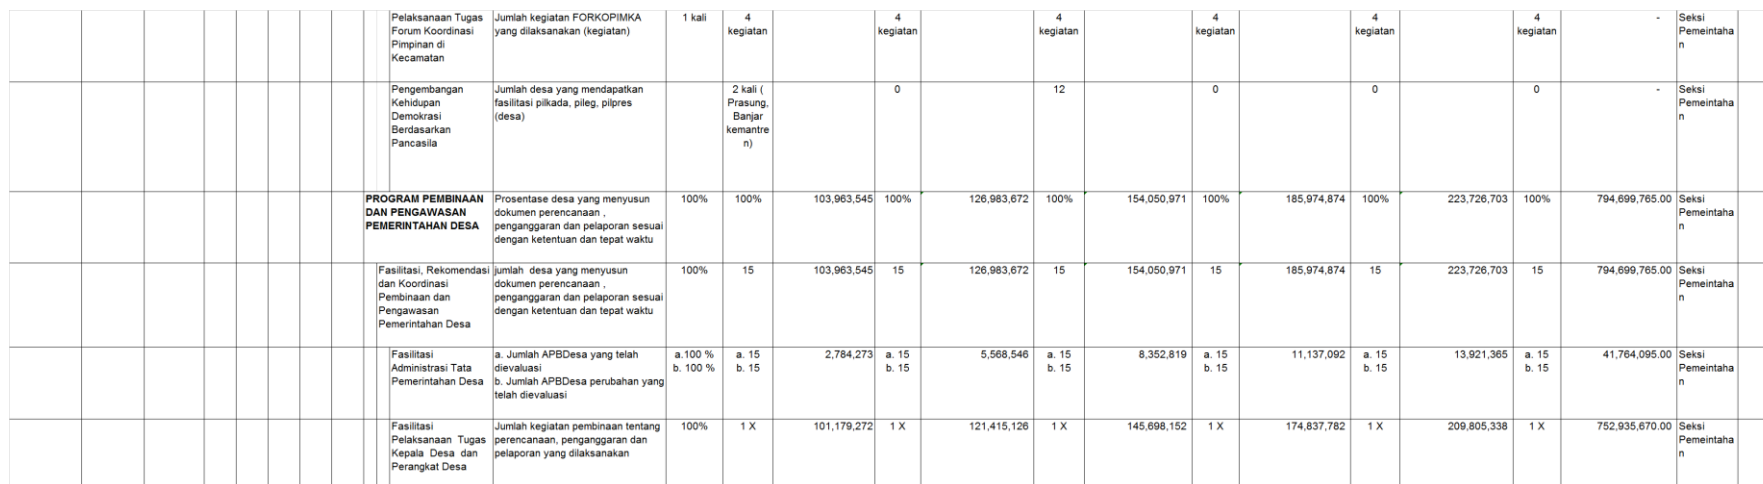 Pelaksanaan Tugas Jumlah kegiatan FORKOPIMKA 1 kali 4 4 4 4 4 4 - Seksi
Forum Koordinasi yang dilaksanakan (kegiatan) kegiatan kegiatan kegiatan kegiatan kegiatan kegiatan Pemeintaha
Pimpinan di n
Kecamatan
Pengembangan Jumlah desa yang mendapatkan 2 kali ( 0 12 0 0 0 - Seksi
Kehidupan fasilitasi pilkada, pileg, pilpres Prasung, Pemeintaha
Demokrasi (desa) Banjar n
Berdasarkan kemantre
Pancasila n)
PROGRAM PEMBINAAN Prosentase desa yang menyusun 100% 100% 103,963,545 100% 126,983,672 100% 154,050,971 100% 185,974,874 100% 223,726,703 100% 794,699,765.00 Seksi
DAN PENGAWASAN dokumen perencanaan , Pemeintaha
PEMERINTAHAN DESA penganggaran dan pelaporan sesuai n
dengan ketentuan dan tepat waktu
Fasilitasi, Rekomendasi jumlah desa yang menyusun 100% 15 103,963,545 15 126,983,672 15 154,050,971 15 185,974,874 15 223,726,703 15 794,699,765.00 Seksi
dan Koordinasi dokumen perencanaan , Pemeintaha
Pembinaan dan penganggaran dan pelaporan sesuai n
Pengawasan dengan ketentuan dan tepat waktu
Pemerintahan Desa
Fasilitasi a. Jumlah APBDesa yang telah a.100 % a. 15 2,784,273 a. 15 5,568,546 a. 15 8,352,819 a. 15 11,137,092 a. 15 13,921,365 a. 15 41,764,095.00 Seksi
Administrasi Tata dievaluasi b. 100 % b. 15 b. 15 b. 15 b. 15 b. 15 b. 15 Pemeintaha
Pemerintahan Desa b. Jumlah APBDesa perubahan yang n
telah dievaluasi
Fasilitasi Jumlah kegiatan pembinaan tentang 100% 1 X 101,179,272 1 X 121,415,126 1 X 145,698,152 1 X 174,837,782 1 X 209,805,338 1 X 752,935,670.00 Seksi
Pelaksanaan Tugas perencanaan, penganggaran dan Pemeintaha
Kepala Desa dan pelaporan yang dilaksanakan n
Perangkat Desa